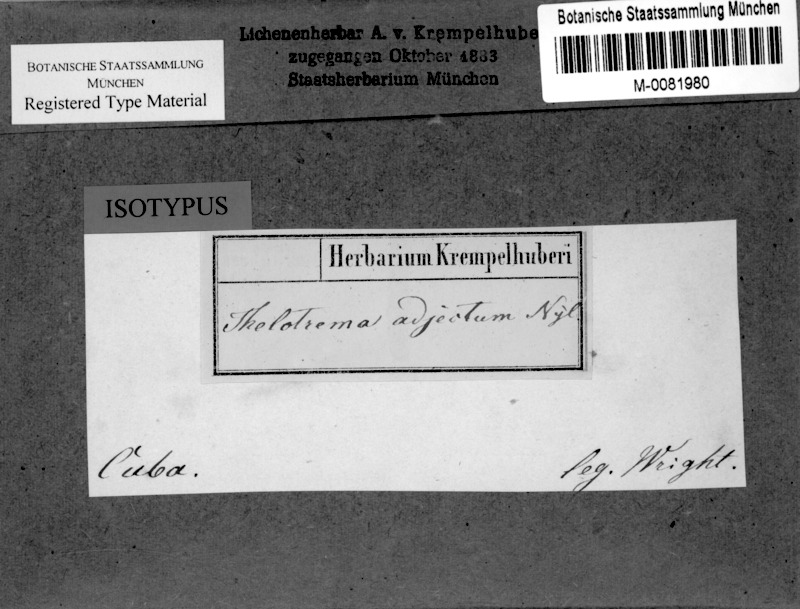 Lichenenherbar A. v. Krempelhube
zugegangen Oktober 1883
Staatsherbarium München
Botanische Staatssammlung München
M-0081980
BOTANISCHE STAATSSAMMLUNG
MÜNCHEN
Registered Type Material
ISOTYPUS
Herbarium Krempelhuberi
Thelotrema adjectum Nyl.
Cuba.
leg. Wright.